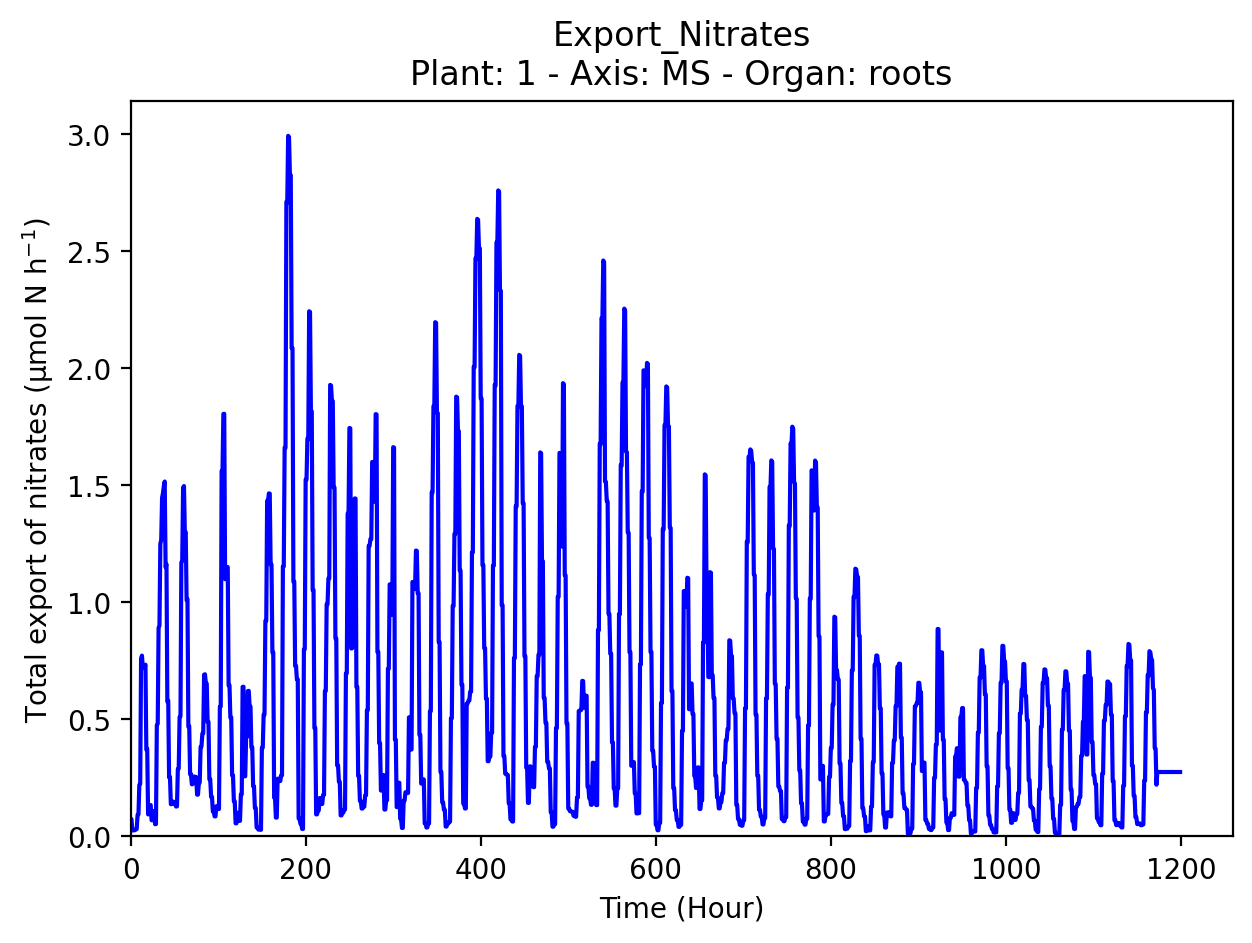 Export_Nitrates
Plant: 1 - Axis: MS - Organ: roots
3.0
2.5
2.0
1.5
1.0
0.5
0.0
Total export of nitrates (µmol N h⁻¹)
0 200 400 600 800 1000 1200
Time (Hour)